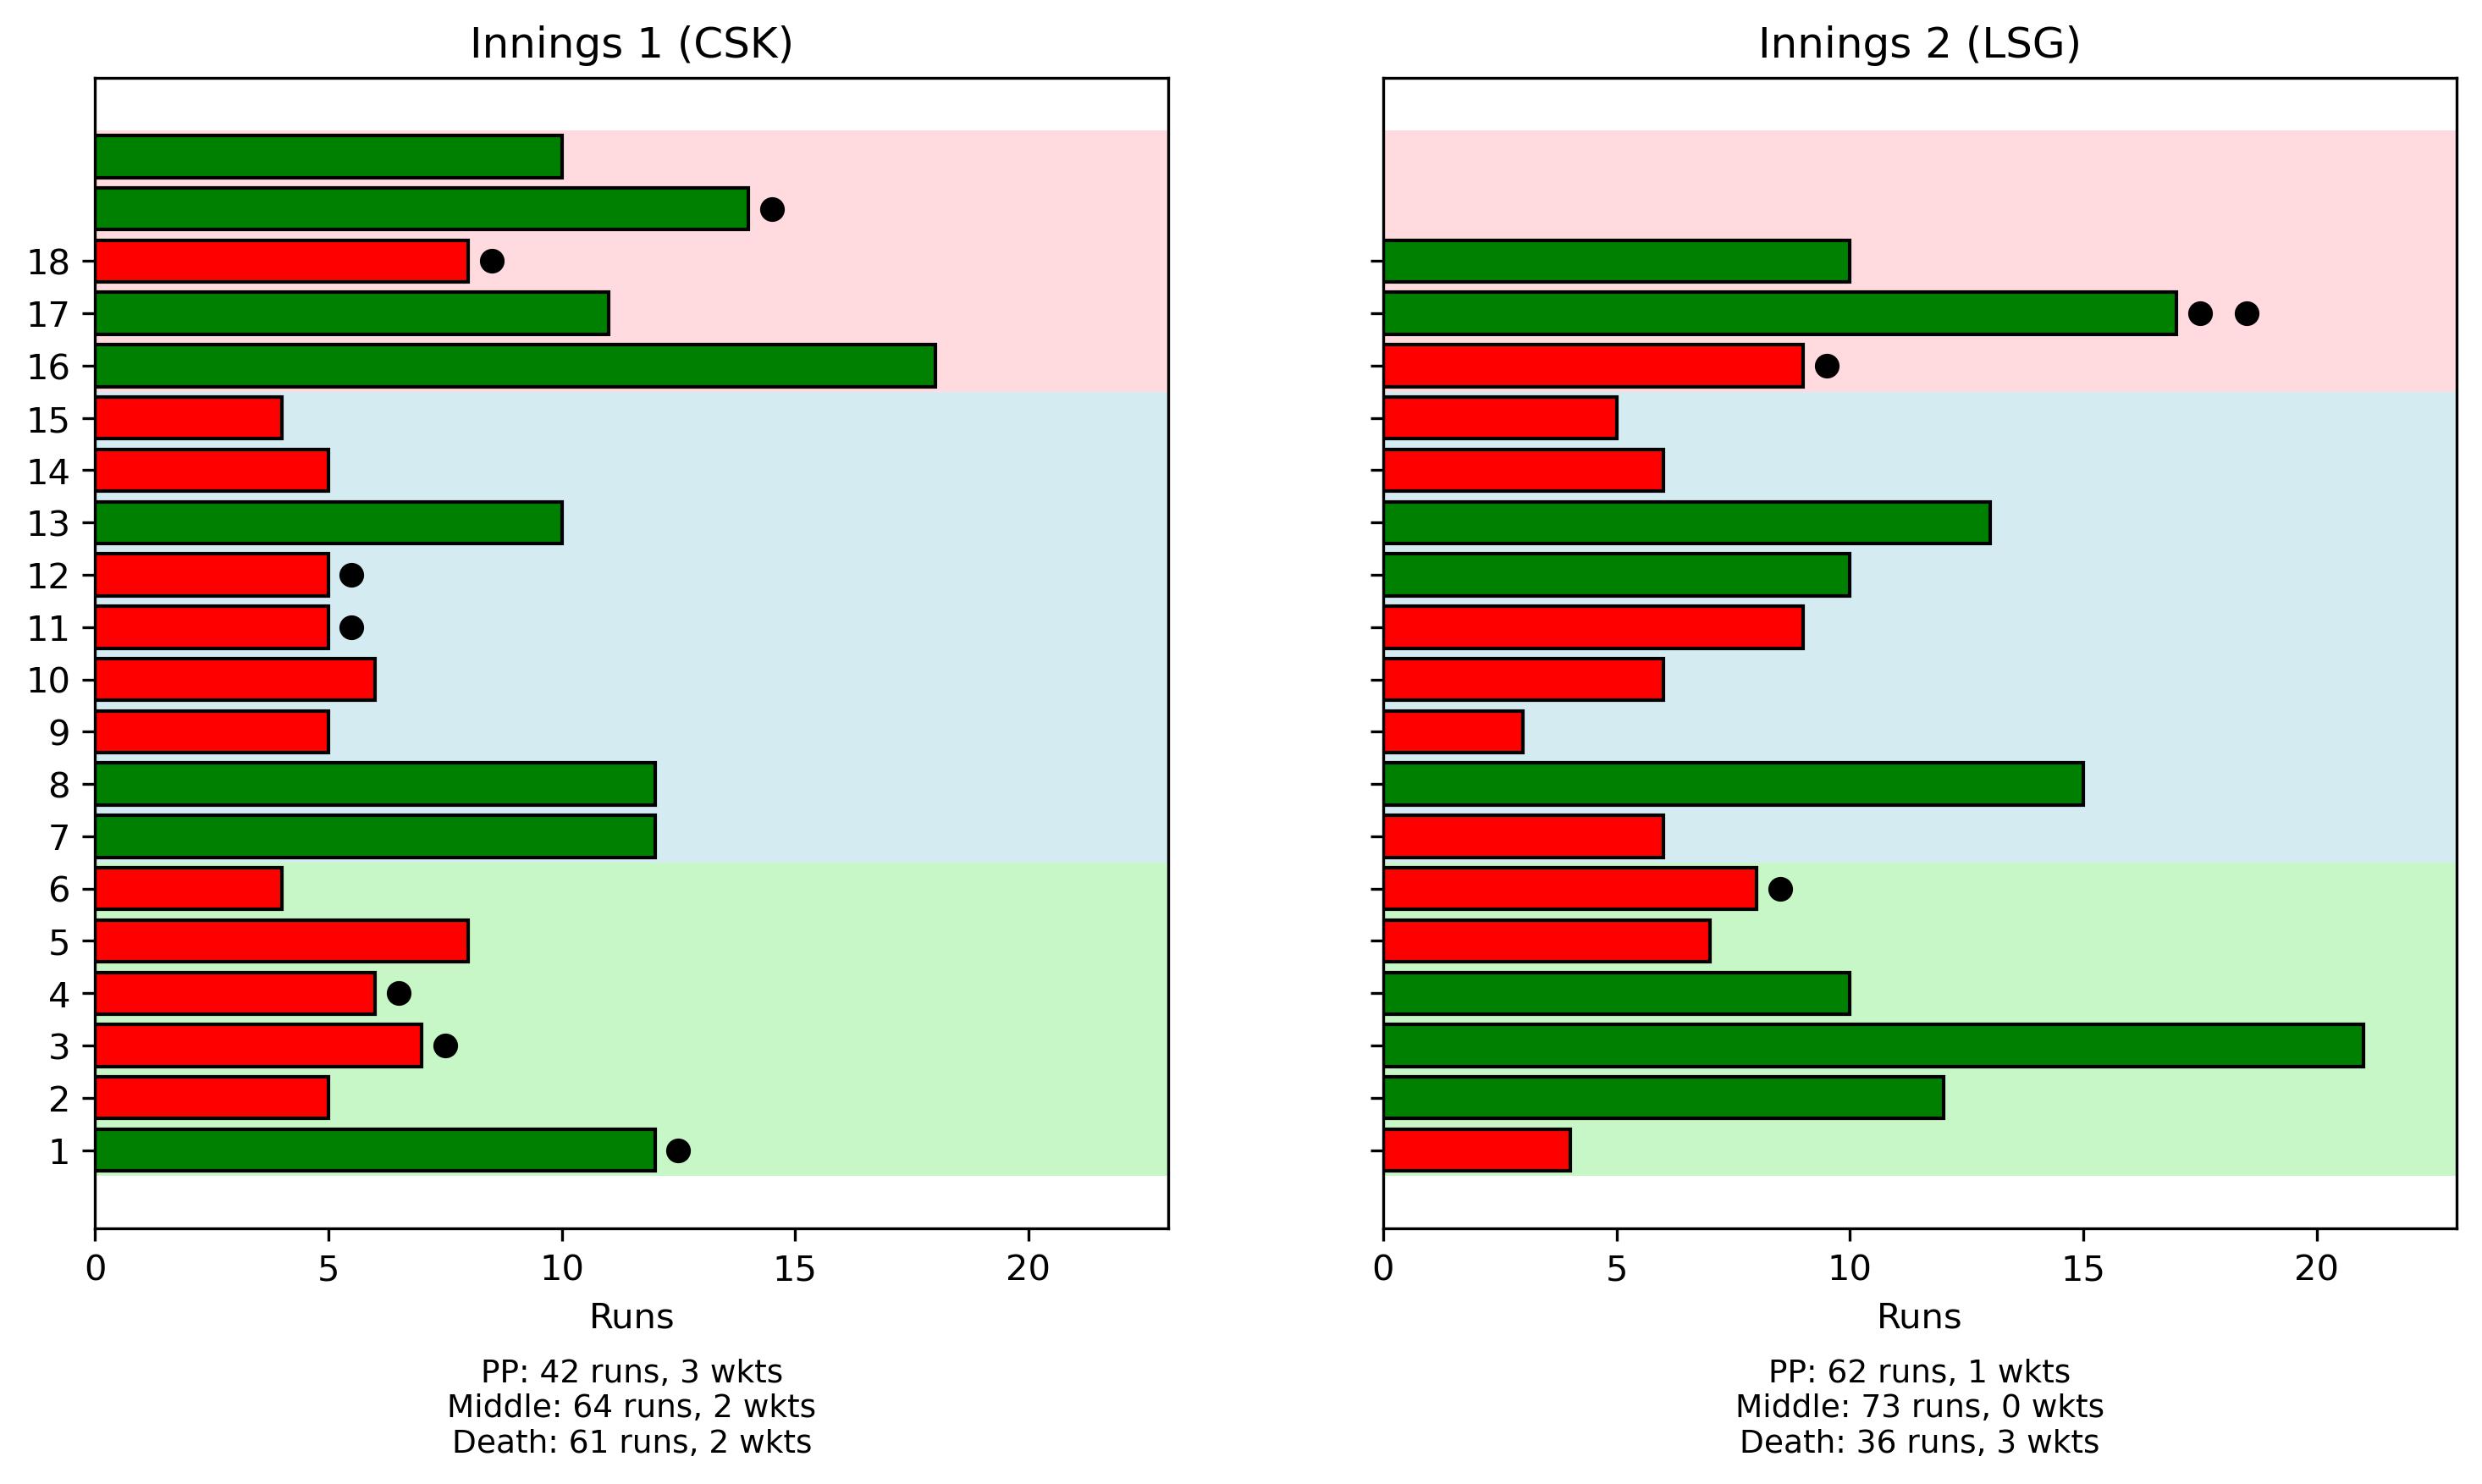 Innings 1 (CSK)
18
17
16
15
14
13
12
11
10
9
8
7
6
5
4
3
2
1
0 5 10 15 20
Runs
PP: 42 runs, 3 wkts
Middle: 64 runs, 2 wkts
Death: 61 runs, 2 wkts
Innings 2 (LSG)
0 5 10 15 20
Runs
PP: 62 runs, 1 wkts
Middle: 73 runs, 0 wkts
Death: 36 runs, 3 wkts